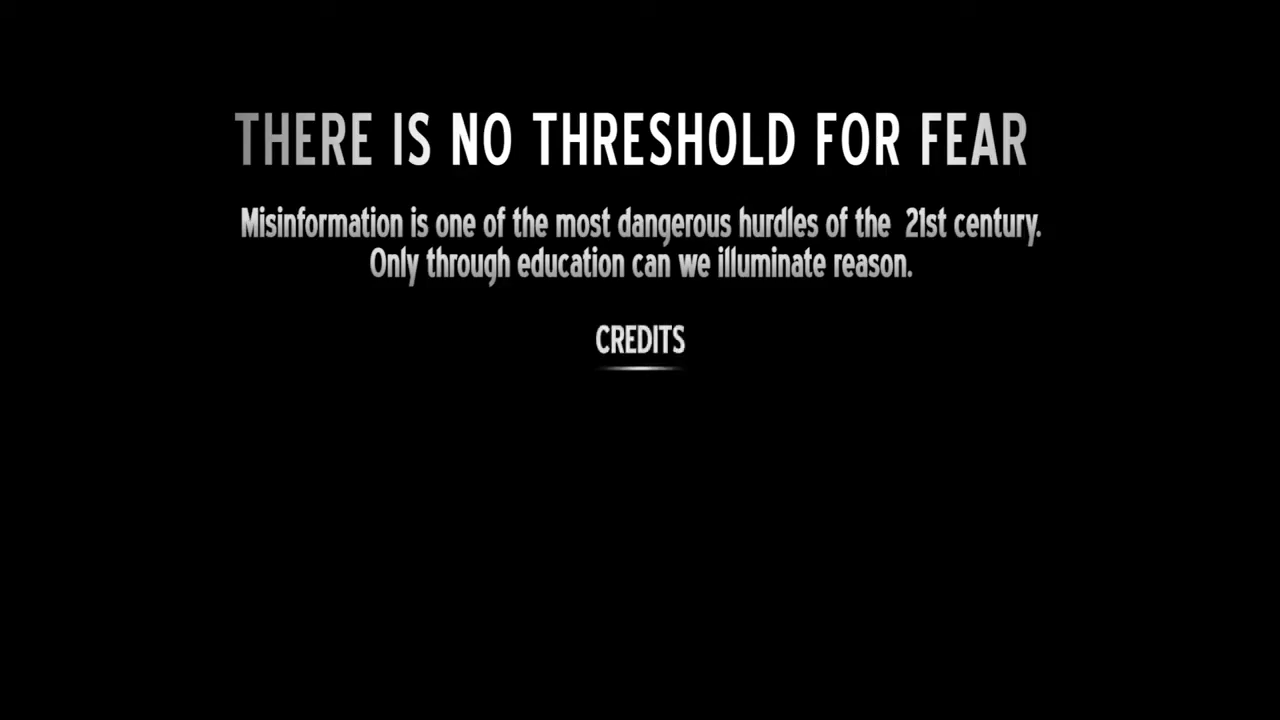 THERE IS NO THRESHOLD FOR FEAR
Misinformation is one of the most dangerous hurdles of the 21st century.
Only through education can we illuminate reason.
CREDITS